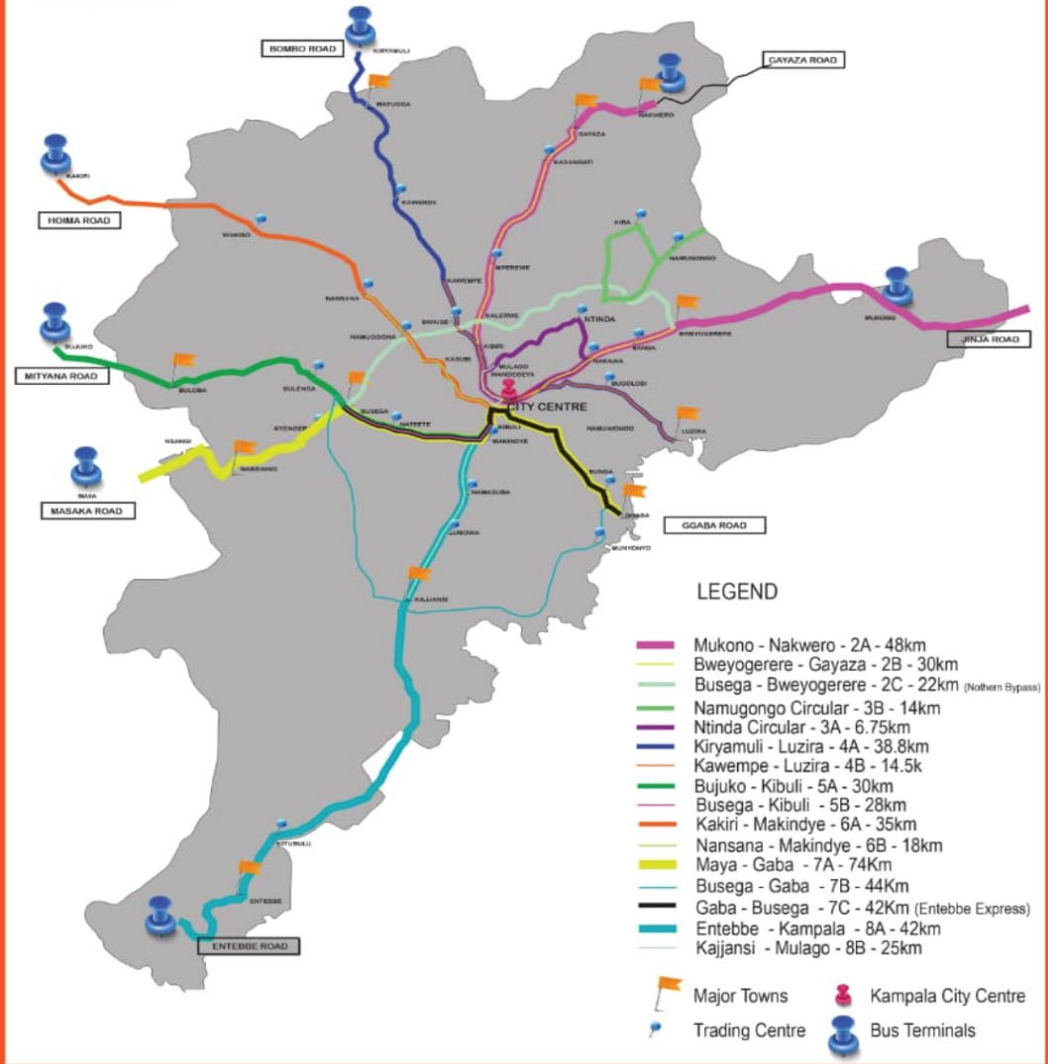 BOMBO ROAD
KIRYAMULI
GAYAZA ROAD
MATUGGA
NAKWERO
GAYAZA
KASANGATI
KAKIRI
HOIMA ROAD
KAWANDA
WAKISO
KIRA
NAMUGONGO
MPEREREWE
KAWEMPE
NANSANA
BWAISE
KALERWE
NTINDA
BWEYOGERERE
MUKONO
JINJA ROAD
NAMUGOONA
KIBIRI
BANDA
NAKAWA
BUJUKO
MITYANA ROAD
KASUBI
MULAGO
WANDEGEYA
BULOBA
BULENGA
BUGOLOBI
BUSEGA
CITY CENTRE
NATEETE
KIBULI
MAKINDYE
NAMUWONGO
LUZIRA
NSANGI
MAYA
MASAKA ROAD
NAMASUBA
BUNGA
GGABA ROAD
MUNYONYO
KAJJANSI
KITUBULU
ENTEBBE
ENTEBBE ROAD
LEGEND
Mukono - Nakwero - 2A - 48km
Bweyogerere - Gayaza - 2B - 30km
Busega - Bweyogerere - 2C - 22km (Nothern Bypass)
Namugongo Circular - 3B - 14km
Ntinda Circular - 3A - 6.75km
Kiryamuli - Luzira - 4A - 38.8km
Kawempe - Luzira - 4B - 14.5k
Bujuko - Kibuli - 5A - 30km
Busega - Kibuli - 5B - 28km
Kakiri - Makindye - 6A - 35km
Nansana - Makindye - 6B - 18km
Maya - Gaba - 7A - 74Km
Busega - Gaba - 7B - 44Km
Gaba - Busega - 7C - 42Km (Entebbe Express)
Entebbe - Kampala - 8A - 42km
Kajjansi - Mulago - 8B - 25km
Major Towns
Kampala City Centre
Trading Centre
Bus Terminals